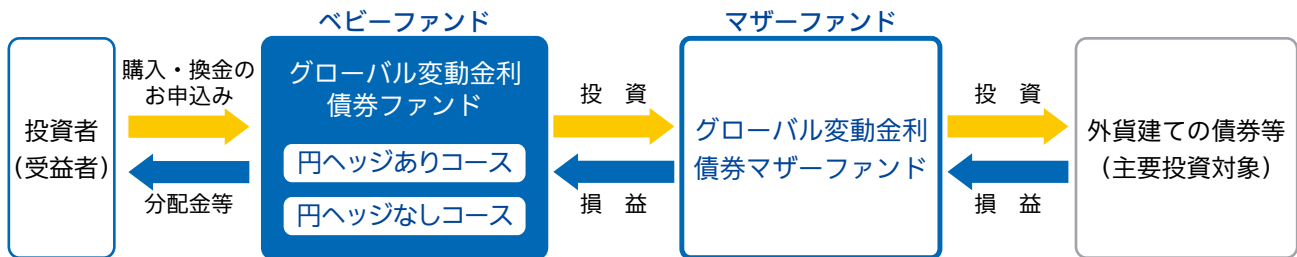 投資者
(受益者)
購入・換金の
お申込み
分配金等
ベビーファンド
グローバル変動金利
債券ファンド
円ヘッジありコース
円ヘッジなしコース
投 資
損 益
マザーファンド
グローバル変動金利
債券マザーファンド
投 資
損 益
外貨建ての債券等
(主要投資対象)